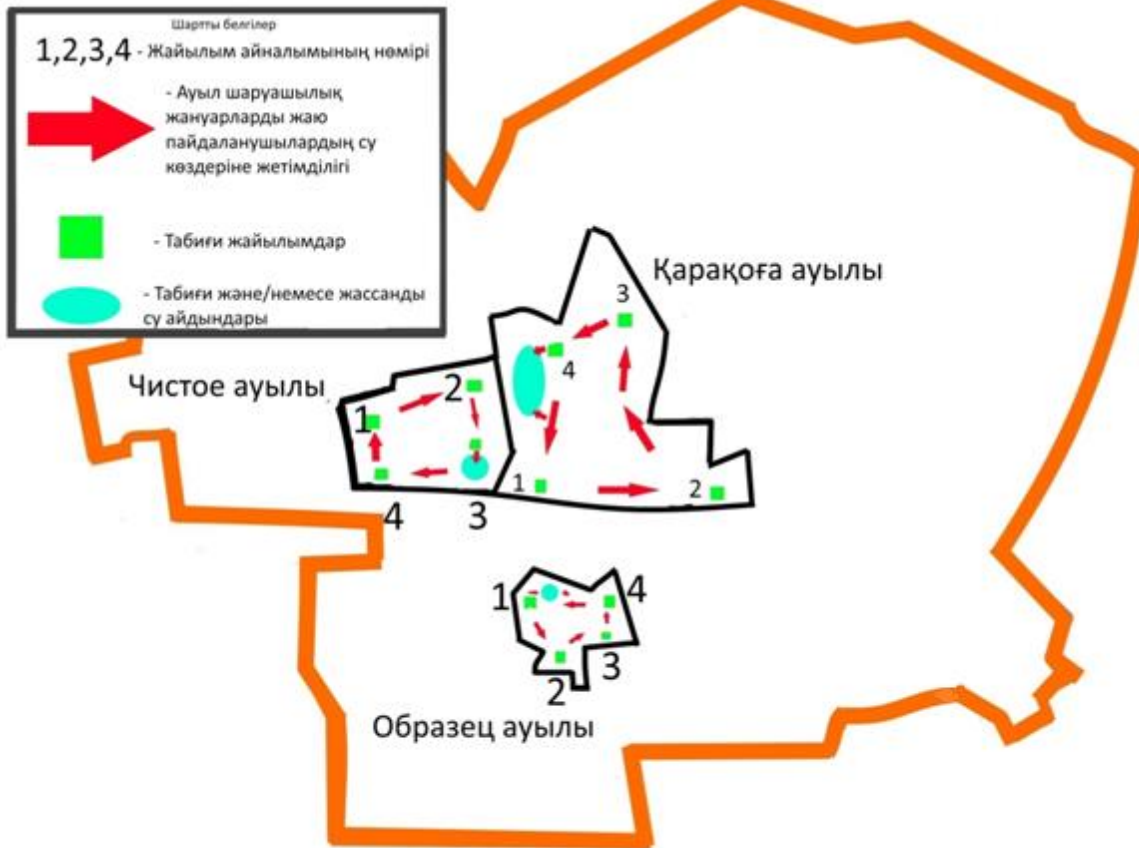 Шартты белгілер
1,2,3,4 - Жайылым айналымының нөмірі
- Ауыл шаруашылық
жануарларды жаю
пайдаланушылардың су
көздеріне жетімділігі
- Табиғи жайылымдар
- Табиғи және/немесе жассанды
су айдындары
Қарақоға ауылы
3
4
1
2
Чистое ауылы
1
2
4
3
1
4
2
3
Образец ауылы